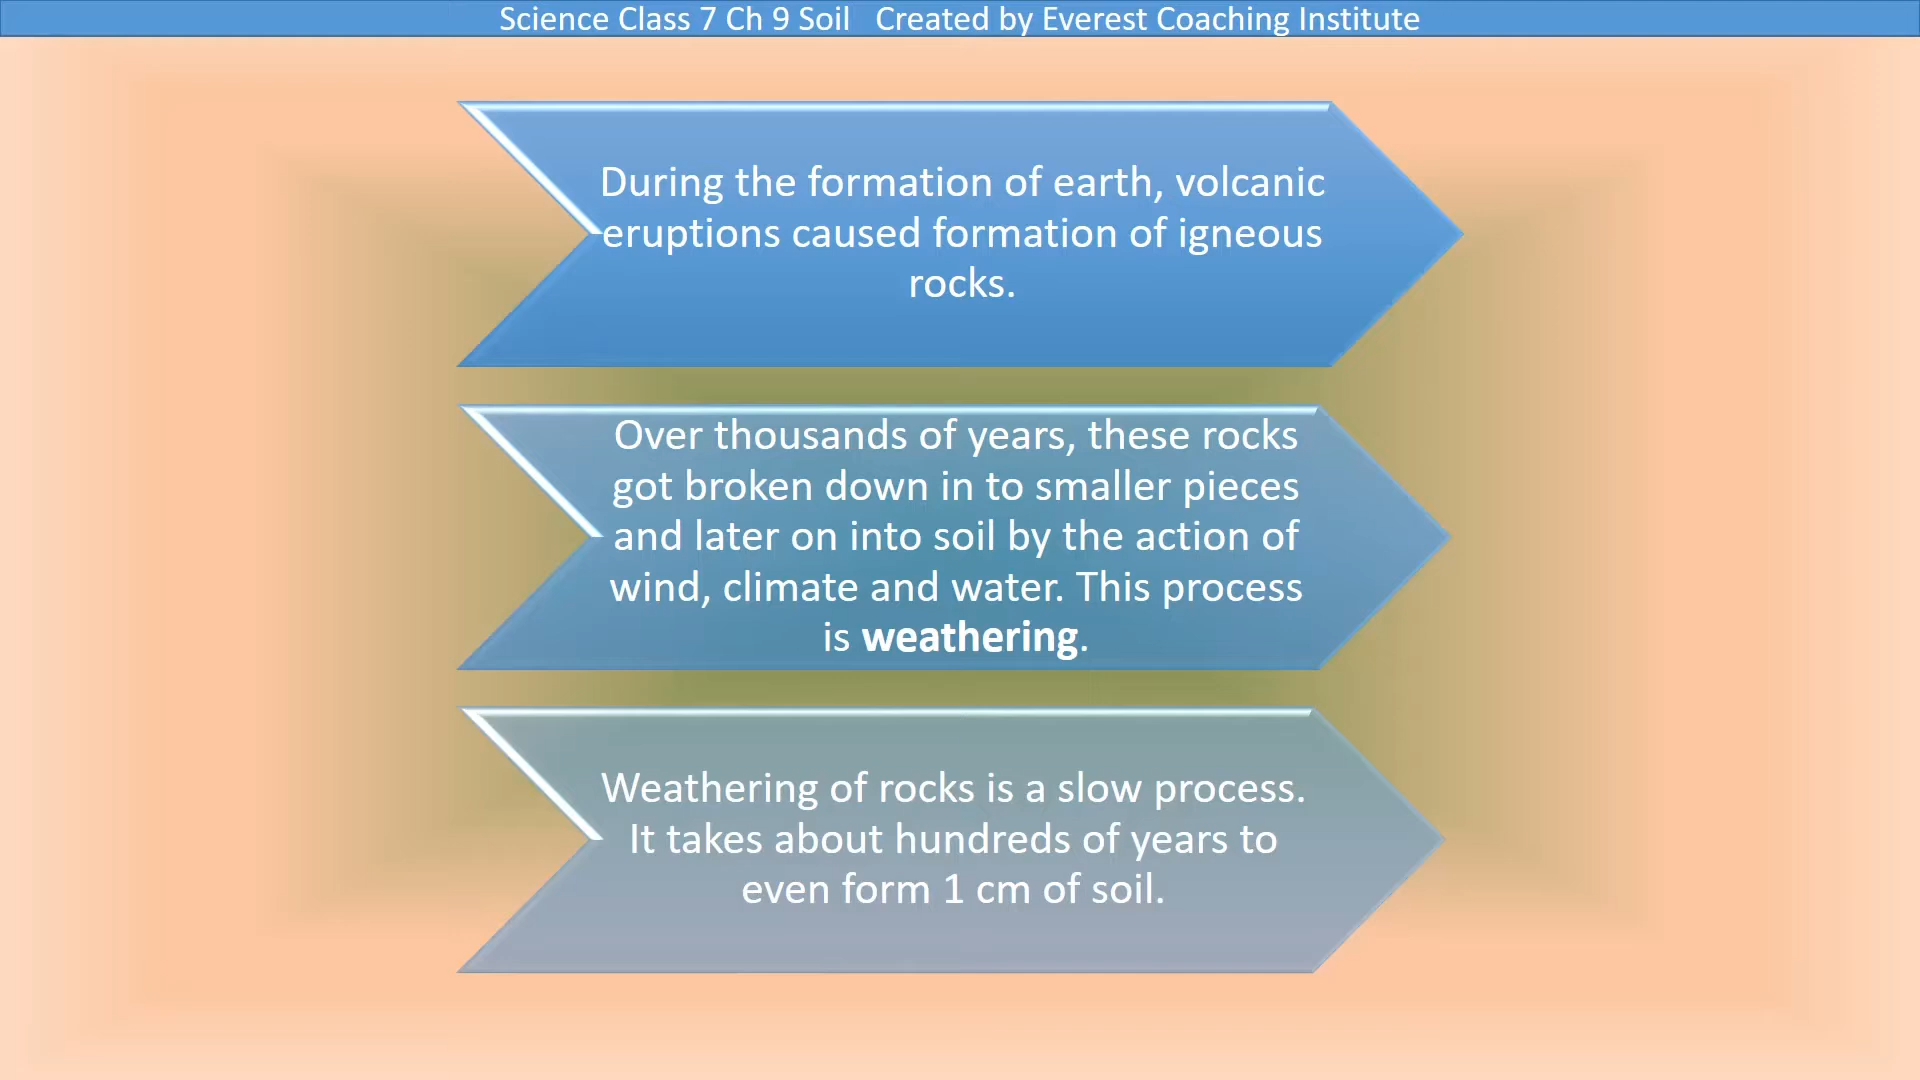 Science Class 7 Ch 9 Soil   Created by Everest Coaching Institute
During the formation of earth, volcanic
eruptions caused formation of igneous
rocks.
Over thousands of years, these rocks
got broken down in to smaller pieces
and later on into soil by the action of
wind, climate and water. This process
is weathering.
Weathering of rocks is a slow process.
It takes about hundreds of years to
even form 1 cm of soil.